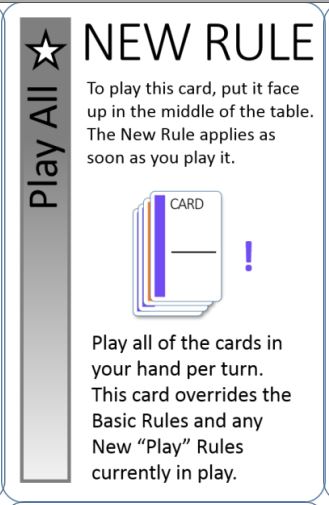 Play All
NEW RULE
To play this card, put it face
up in the middle of the table.
The New Rule applies as
soon as you play it.
CARD
!
Play all of the cards in
your hand per turn.
This card overrides the
Basic Rules and any
New “Play” Rules
currently in play.